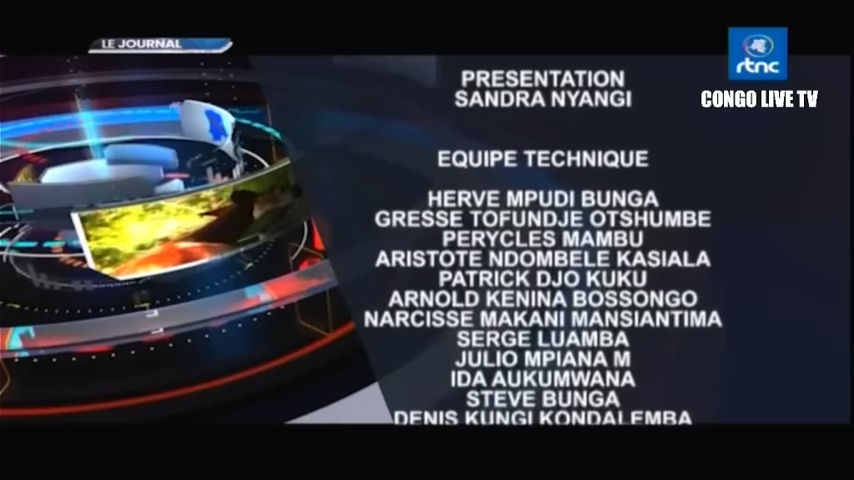 LE JOURNAL
rtnc
CONGO LIVE TV
PRESENTATION
SANDRA NYANGI
EQUIPE TECHNIQUE
HERVE MPUDI BUNGA
GRESSE TOFUNDJE OTSHUMBE
PERYCLES MAMBU
ARISTOTE NDOMBELE KASIALA
PATRICK DJO KUKU
ARNOLD KENINA BOSSONGO
NARCISSE MAKANI MANSIANTIMA
SERGE LUAMBA
JULIO MPIANA M
IDA AUKUMWANA
STEVE BUNGA
DENIS KUNGI KONDALEMBA